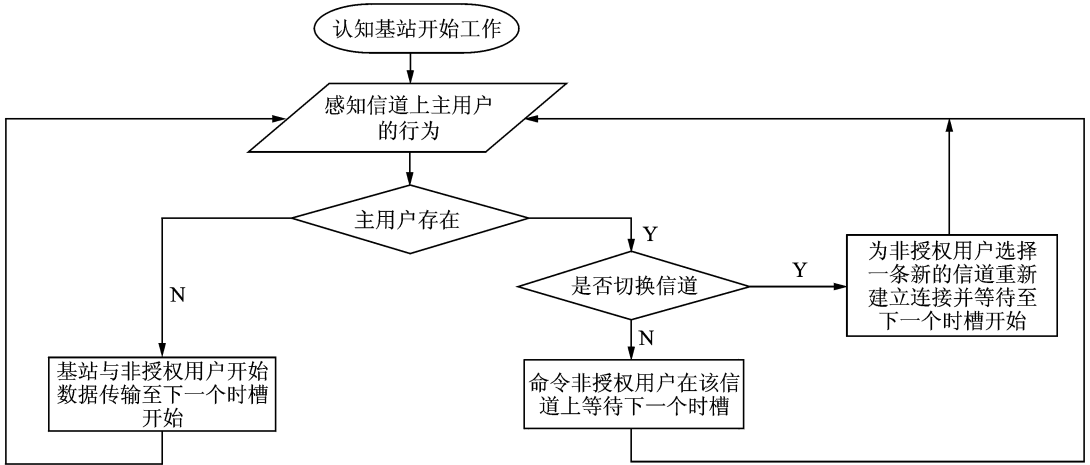 认知基站开始工作
感知信道上主用户
的行为
主用户存在
Y
N
是否切换信道
Y
N
为非授权用户选择
一条新的信道重新
建立连接并等待至
下一个时槽开始
基站与非授权用户开始
数据传输至下一个时槽
开始
命令非授权用户在该信
道上等待下一个时槽